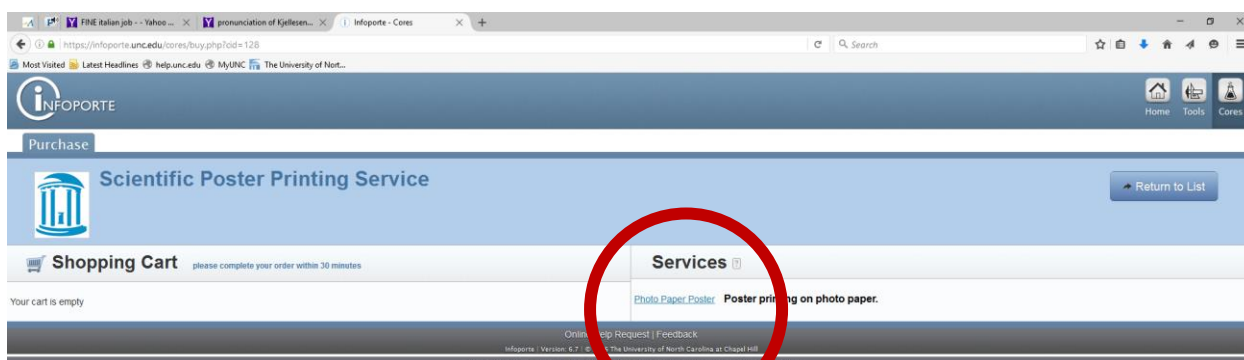 FINE italian job - - Yahoo ...
pronunciation of Kjellesen...
Infoporte - Cores
https://infoporte.unc.edu/cores/buy.php?cid=128
Search
Most Visited Latest Headlines help.unc.edu MyUNC The University of Nort...
INFOPORTE
Home Tools Cores
Purchase
Scientific Poster Printing Service
Return to List
Shopping Cart please complete your order within 30 minutes
Services ?
Your cart is empty
Photo Paper Poster Poster printing on photo paper.
Online Help Request | Feedback
Infoporte | Version: 6.7 | © The University of North Carolina at Chapel Hill